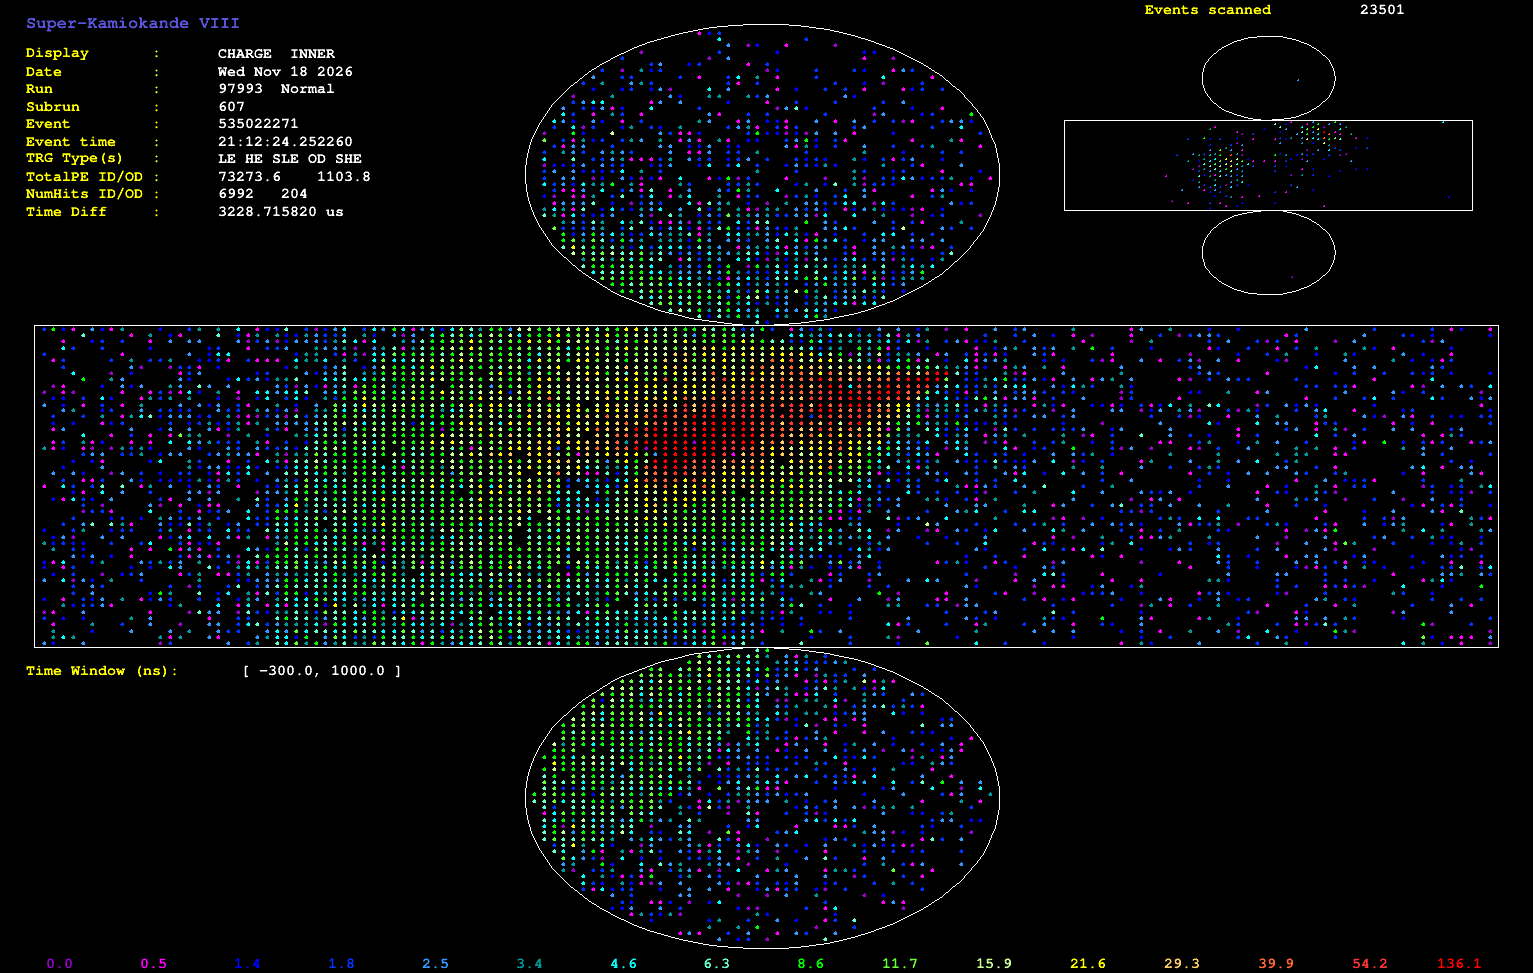 Super-Kamiokande VIII
Display : CHARGE INNER
Date : Wed Nov 18 2026
Run : 97993 Normal
Subrun : 607
Event : 535022271
Event time : 21:12:24.252260
TRG Type(s) : LE HE SLE OD SHE
TotalPE ID/OD : 73273.6 1103.8
NumHits ID/OD : 6992 204
Time Diff : 3228.715820 us
Events scanned 23501
Time Window (ns): [ -300.0, 1000.0 ]
0.0 0.5 1.4 1.8 2.5 3.4 4.6 6.3 8.6 11.7 15.9 21.6 29.3 39.9 54.2 136.1